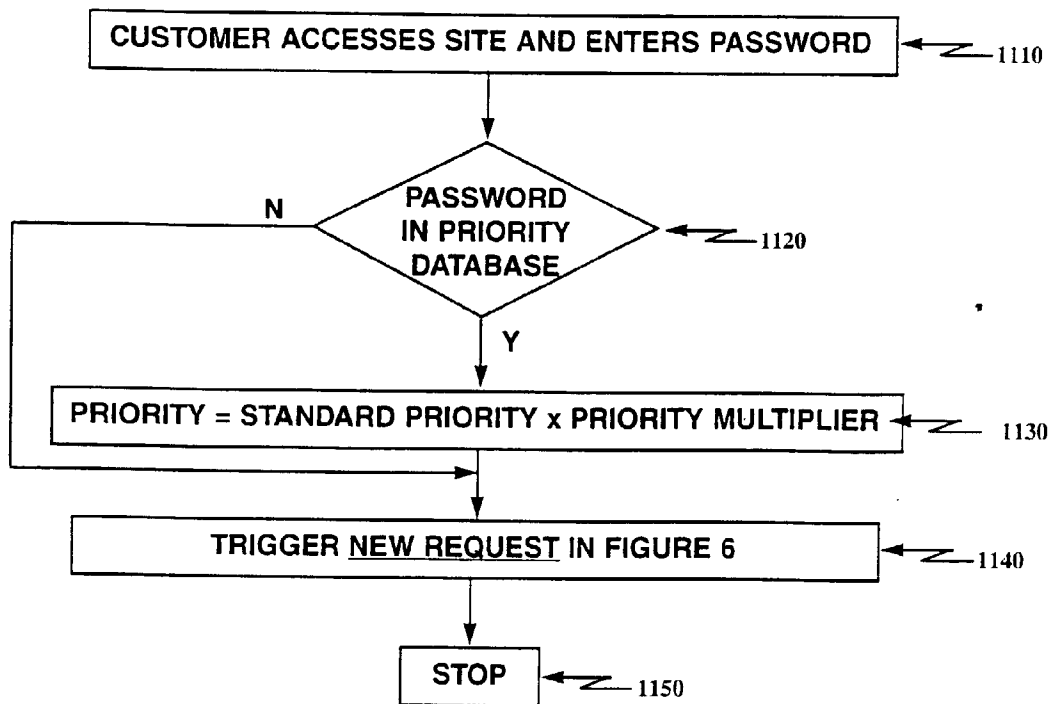 CUSTOMER ACCESSES SITE AND ENTERS PASSWORD
1110
PASSWORD
IN PRIORITY
DATABASE
1120
N
Y
PRIORITY = STANDARD PRIORITY x PRIORITY MULTIPLIER
1130
TRIGGER NEW REQUEST IN FIGURE 6
1140
STOP
1150